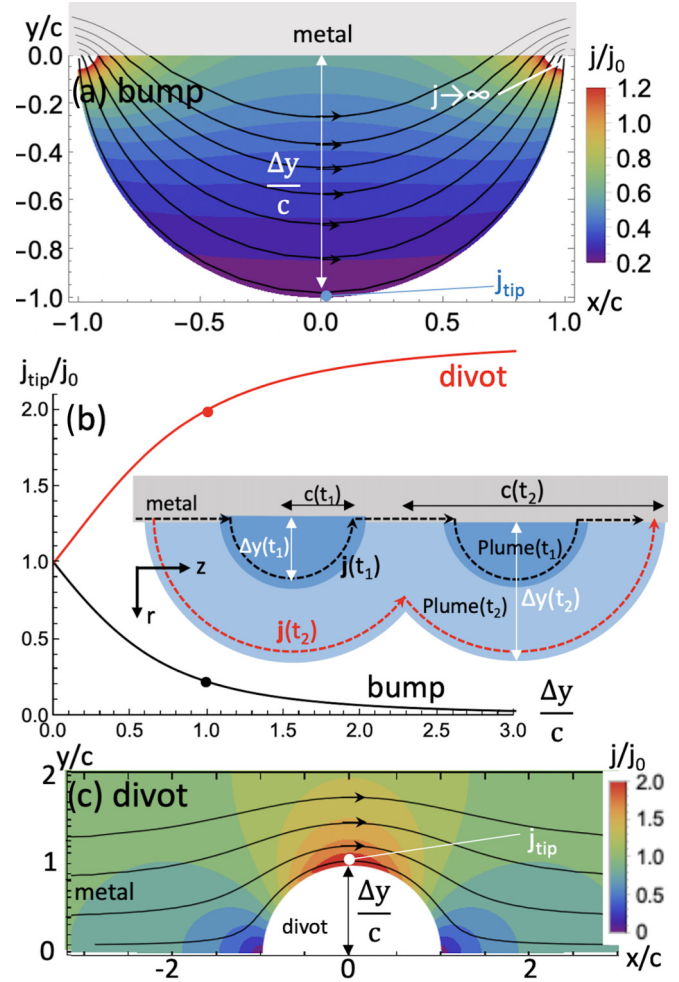 y/c
metal
j/j₀
0.0
(a) bump
j→∞
1.2
-0.2
1.0
-0.4
Δy
c
0.8
-0.6
0.6
-0.8
0.4
j_tip
-1.0
0.2
-1.0 -0.5 0.0 0.5 1.0 x/c
j_tip/j₀
divot
2.0
(b)
1.5
metal
c(t₁)
c(t₂)
Δy(t₁)
j(t₁)
Plume(t₁)
1.0
z
Δy(t₂)
r
j(t₂)
Plume(t₂)
0.5
bump
Δy
c
0.0
0.0 0.5 1.0 1.5 2.0 2.5 3.0
y/c
j/j₀
2
(c) divot
2.0
j_tip
1.5
1
metal
Δy
c
1.0
divot
0.5
0
0
-2 0 2 x/c